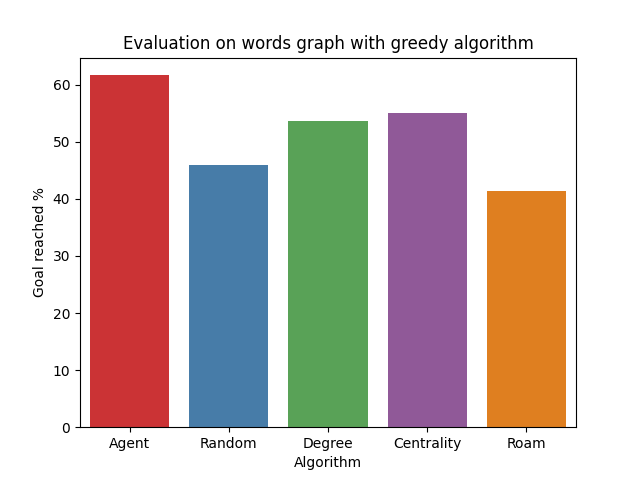 Evaluation on words graph with greedy algorithm
Goal reached %
60
50
40
30
20
10
0
Agent Random Degree Centrality Roam
Algorithm